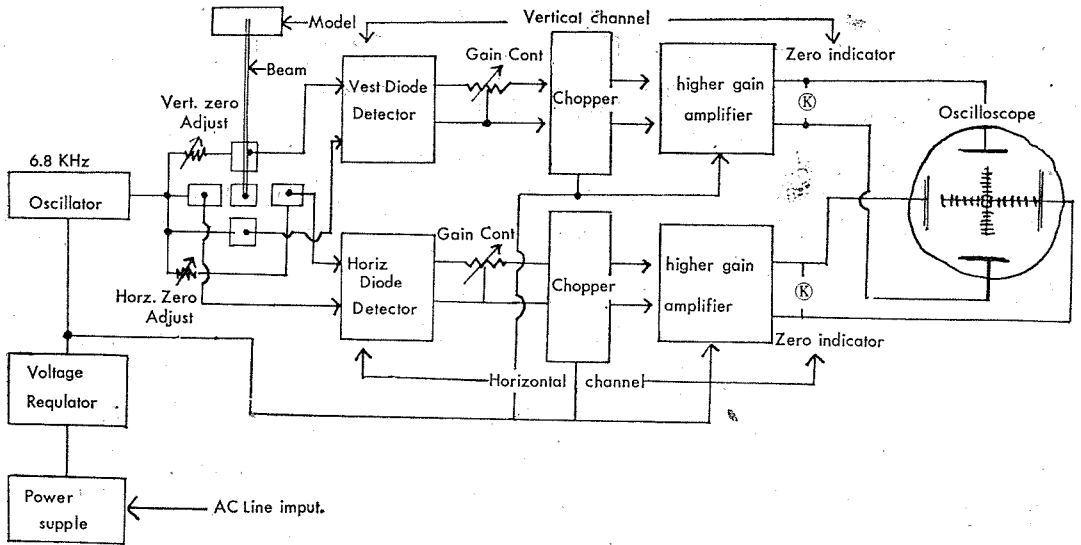 Model
Vertical channel
Beam
Gain Cont
Zero indicator
Vert. zero
Adjust
Vest Diode
Detector
Chopper
higher gain
amplifier
K
Oscilloscope
6.8 KHz
Oscillator
Horz. Zero
Adjust
Horiz
Diode
Detector
Gain Cont
Chopper
higher gain
amplifier
K
Zero indicator
Horizontal channel
Voltage
Requlator
Power
supple
AC Line imput.